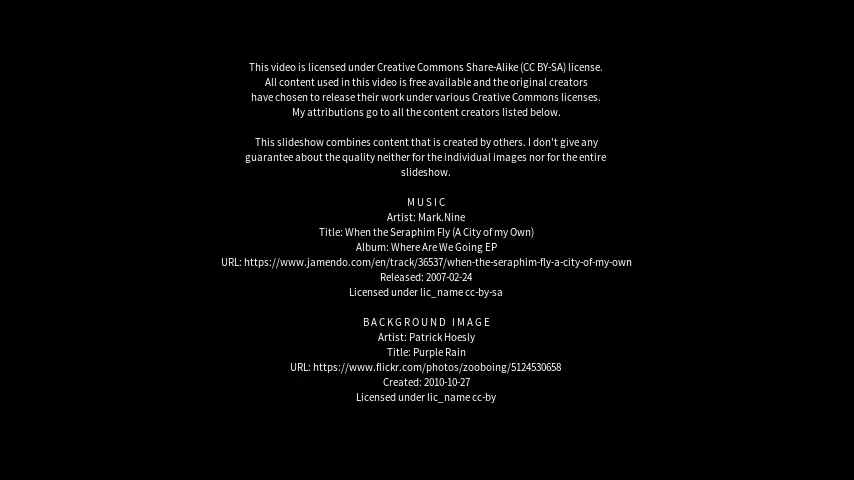 This video is licensed under Creative Commons Share-Alike (CC BY-SA) license.
All content used in this video is free available and the original creators
have chosen to release their work under various Creative Commons licenses.
My attributions go to all the content creators listed below.
This slideshow combines content that is created by others. I don't give any
guarantee about the quality neither for the individual images nor for the entire
slideshow.
MUSIC
Artist: Mark.Nine
Title: When the Seraphim Fly (A City of my Own)
Album: Where Are We Going EP
URL: https://www.jamendo.com/en/track/36537/when-the-seraphim-fly-a-city-of-my-own
Released: 2007-02-24
Licensed under lic_name cc-by-sa
BACKGROUND IMAGE
Artist: Patrick Hoesly
Title: Purple Rain
URL: https://www.flickr.com/photos/zooboing/5124530658
Created: 2010-10-27
Licensed under lic_name cc-by